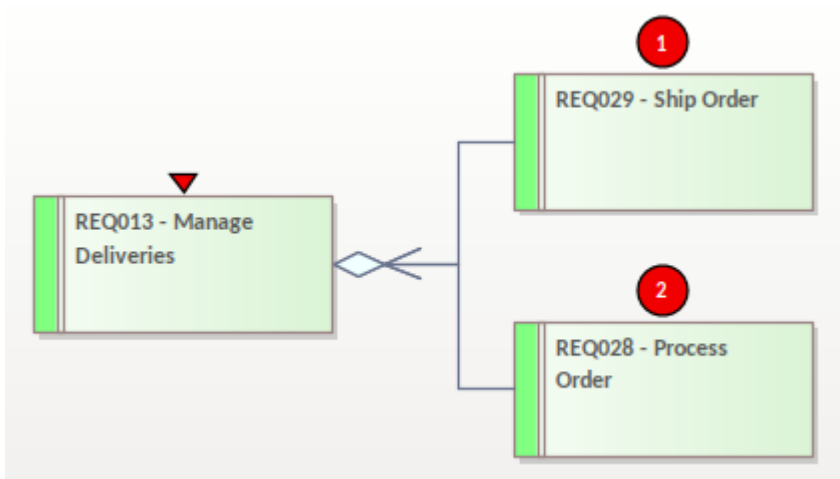 1
REQ029 - Ship Order
REQ013 - Manage
Deliveries
2
REQ028 - Process
Order